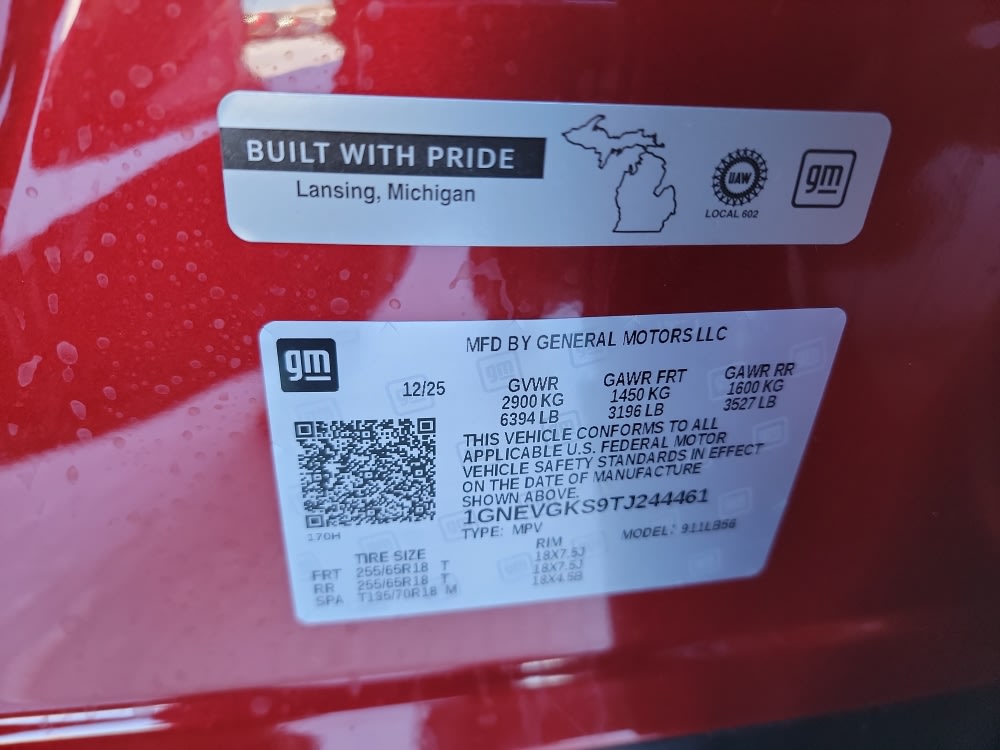 BUILT WITH PRIDE
Lansing, Michigan
UAW
LOCAL 602
gm
gm
MFD BY GENERAL MOTORS LLC
12/25
GVWR GAWR FRT GAWR RR
2900 KG 1450 KG 1600 KG
6394 LB 3196 LB 3527 LB
THIS VEHICLE CONFORMS TO ALL
APPLICABLE U.S. FEDERAL MOTOR
VEHICLE SAFETY STANDARDS IN EFFECT
ON THE DATE OF MANUFACTURE
SHOWN ABOVE.
1GNEVGKS9TJ244461
TYPE: MPV MODEL: 911LB56
170H
TIRE SIZE RIM
FRT 255/65R18 T 18X7.5J
RR 255/65R18 T 18X7.5J
SPA T135/70R18 M 18X4.5B